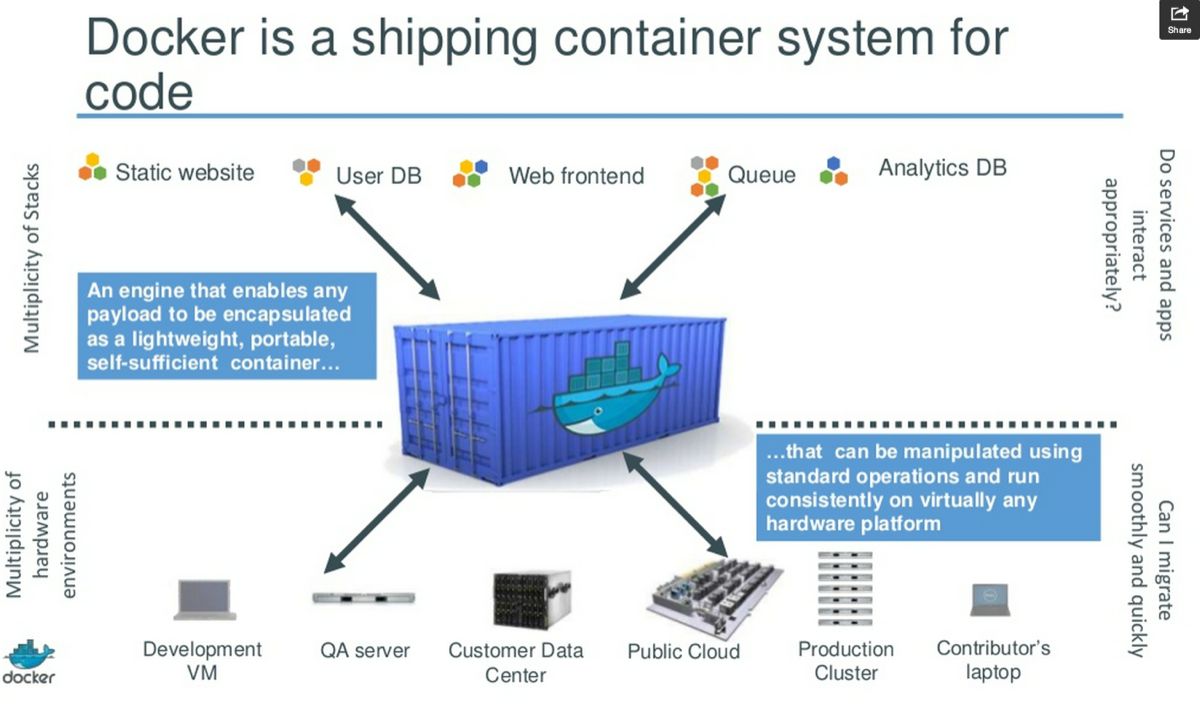 Docker is a shipping container system for
code
Share
Static website
User DB
Web frontend
Queue
Analytics DB
Multiplicity of Stacks
Do services and apps
interact
appropriately?
An engine that enables any
payload to be encapsulated
as a lightweight, portable,
self-sufficient container…
…that can be manipulated using
standard operations and run
consistently on virtually any
hardware platform
Multiplicity of
hardware
environments
Can I migrate
smoothly and quickly
Development
VM
QA server
Customer Data
Center
Public Cloud
Production
Cluster
Contributor's
laptop
docker